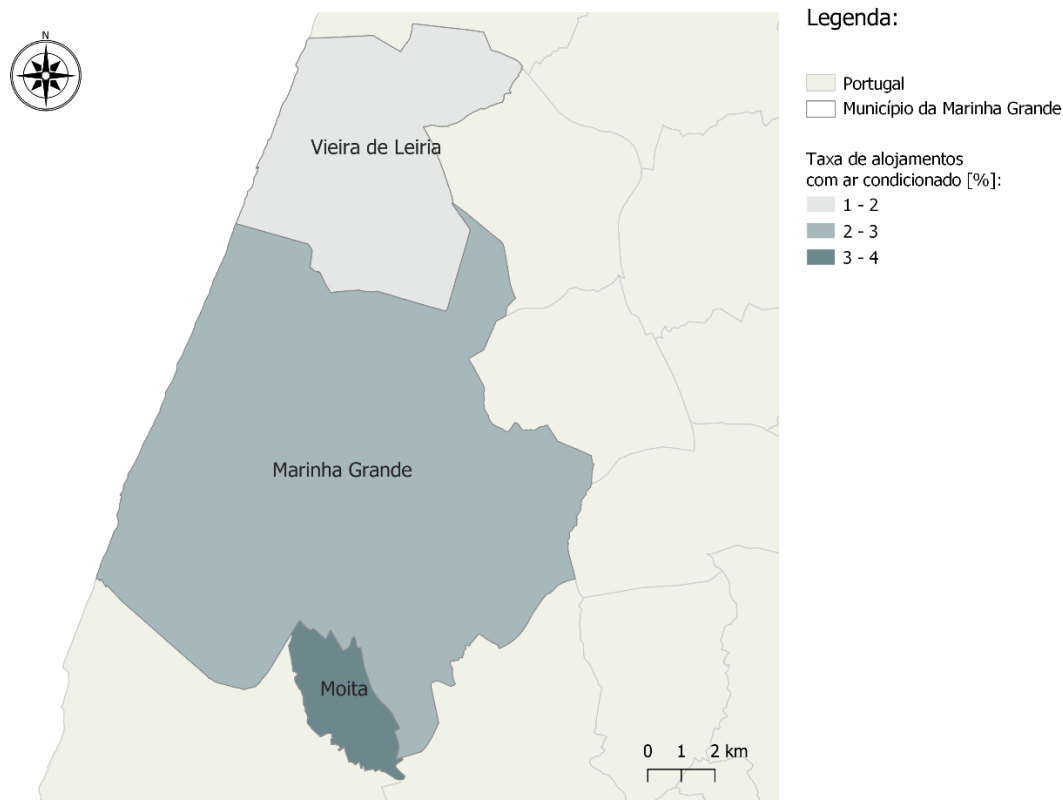 N
Vieira de Leiria
Marinha Grande
Moita
0 1 2 km
Legenda:
Portugal
Município da Marinha Grande
Taxa de alojamentos
com ar condicionado [%]:
1 - 2
2 - 3
3 - 4